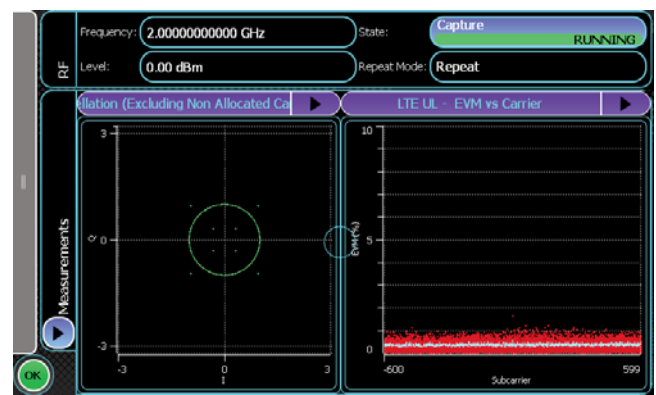 Frequency: 2.00000000000 GHz State: Capture
RUNNING
RF
Level: 0.00 dBm Repeat Mode: Repeat
llation (Excluding Non Allocated Ca LTE UL - EVM vs Carrier
Measurements
3
Q 0
-3
-3 0 3
I
10
EVM(%) 5
0
-600 599
Subcarrier
OK